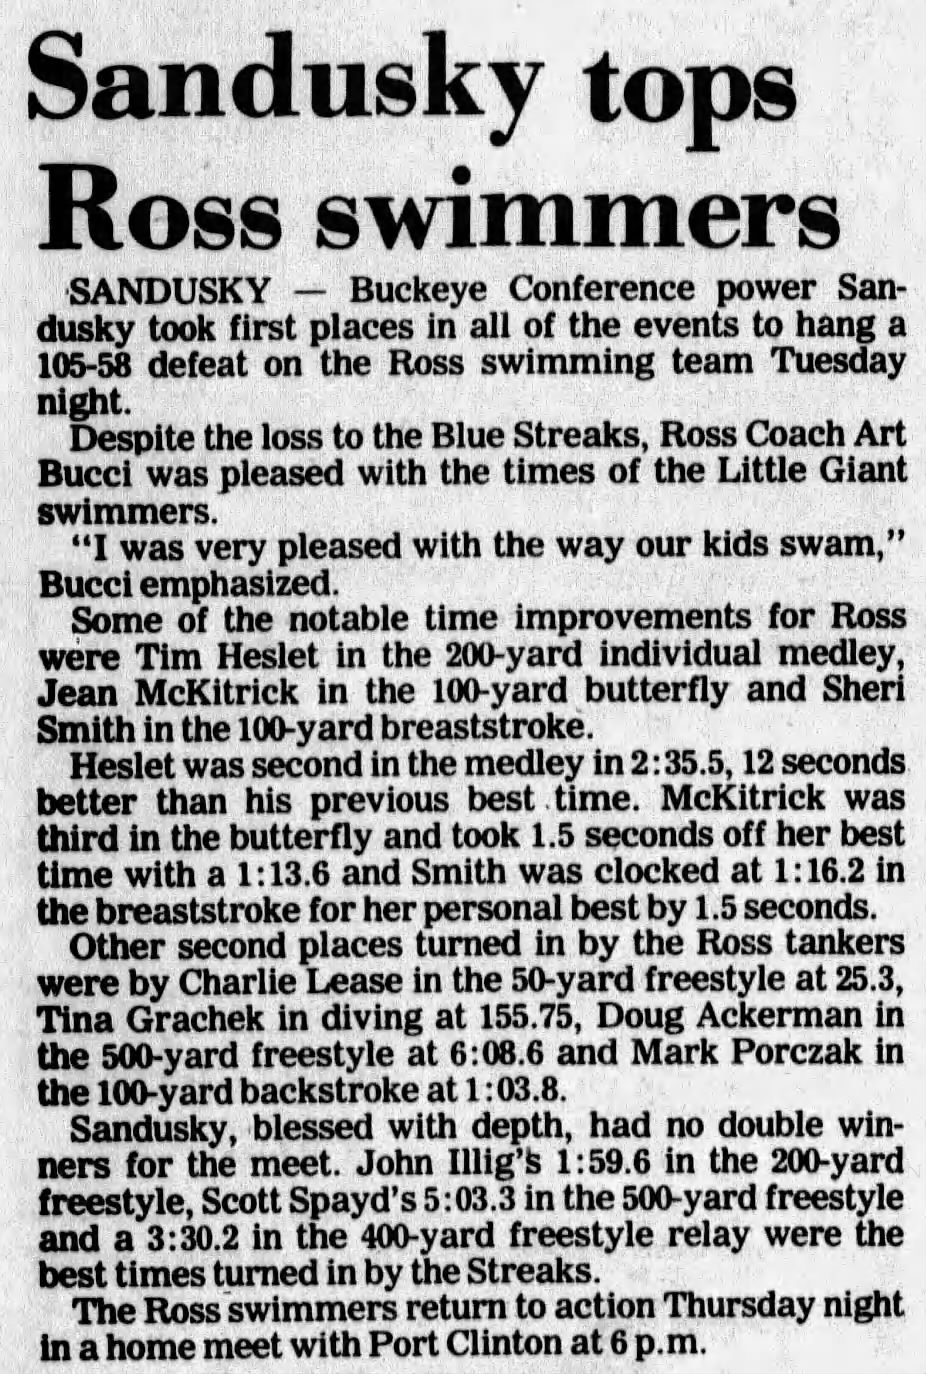 Sandusky tops
Ross swimmers
SANDUSKY — Buckeye Conference power San-
dusky took first places in all of the events to hang a
105-58 defeat on the Ross swimming team Tuesday
night.
Despite the loss to the Blue Streaks, Ross Coach Art
Bucci was pleased with the times of the Little Giant
swimmers.
“I was very pleased with the way our kids swam,”
Bucci emphasized.
Some of the notable time improvements for Ross
were Tim Heslet in the 200-yard individual medley,
Jean McKitrick in the 100-yard butterfly and Sheri
Smith in the 100-yard breaststroke.
Heslet was second in the medley in 2:35.5, 12 seconds
better than his previous best time. McKitrick was
third in the butterfly and took 1.5 seconds off her best
time with a 1:13.6 and Smith was clocked at 1:16.2 in
the breaststroke for her personal best by 1.5 seconds.
Other second places turned in by the Ross tankers
were by Charlie Lease in the 50-yard freestyle at 25.3,
Tina Grachek in diving at 155.75, Doug Ackerman in
the 500-yard freestyle at 6:08.6 and Mark Porczak in
the 100-yard backstroke at 1:03.8.
Sandusky, blessed with depth, had no double win-
ners for the meet. John Illig's 1:59.6 in the 200-yard
freestyle, Scott Spayd's 5:03.3 in the 500-yard freestyle
and a 3:30.2 in the 400-yard freestyle relay were the
best times turned in by the Streaks.
The Ross swimmers return to action Thursday night
in a home meet with Port Clinton at 6 p.m.